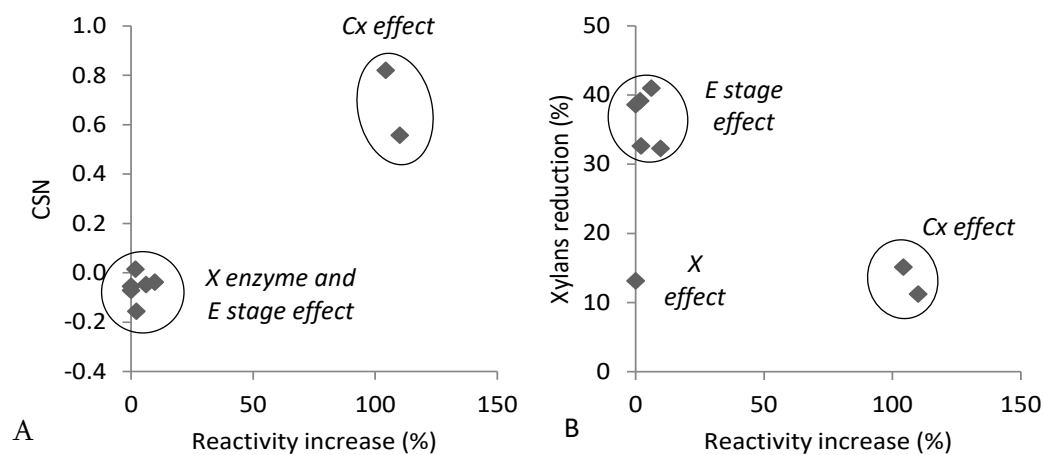 Cx effect
1.0
0.8
0.6
0.4
0.2
0.0
-0.2
-0.4
CSN
X enzyme and
E stage effect
0
50
100
150
Reactivity increase (%)
A
50
40
30
20
10
0
Xylans reduction (%)
E stage
effect
X
effect
Cx effect
0
50
100
150
Reactivity increase (%)
B